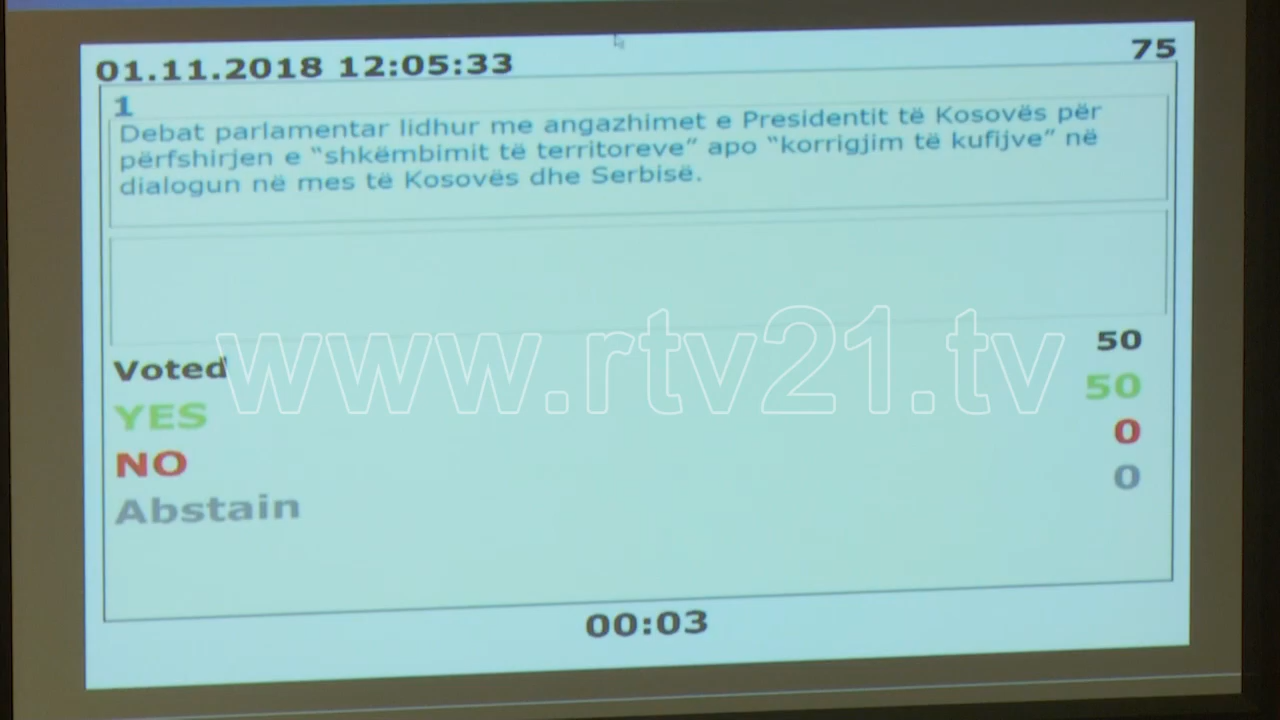 01.11.2018 12:05:33 75
1
Debat parlamentar lidhur me angazhimet e Presidentit të Kosovës për
përfshirjen e “shkëmbimit të territoreve” apo “korrigjim të kufijve” në
dialogun në mes të Kosovës dhe Serbisë.
Voted 50
YES 50
NO 0
Abstain 0
00:03
www.rtv21.tv